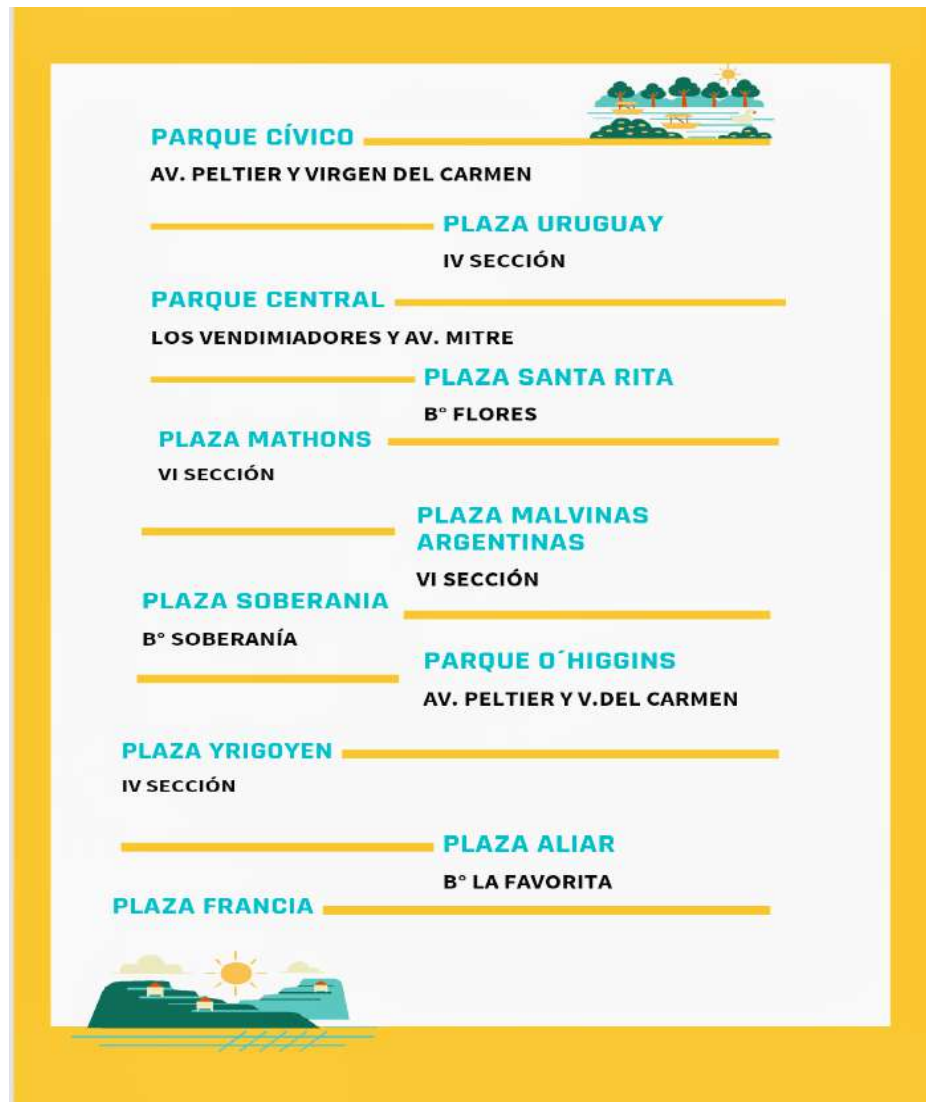 PARQUE CÍVICO
AV. PELTIER Y VIRGEN DEL CARMEN
PLAZA URUGUAY
IV SECCIÓN
PARQUE CENTRAL
LOS VENDIMIADORES Y AV. MITRE
PLAZA SANTA RITA
B° FLORES
PLAZA MATHONS
VI SECCIÓN
PLAZA MALVINAS
ARGENTINAS
VI SECCIÓN
PLAZA SOBERANIA
B° SOBERANÍA
PARQUE O´HIGGINS
AV. PELTIER Y V.DEL CARMEN
PLAZA YRIGOYEN
IV SECCIÓN
PLAZA ALIAR
B° LA FAVORITA
PLAZA FRANCIA